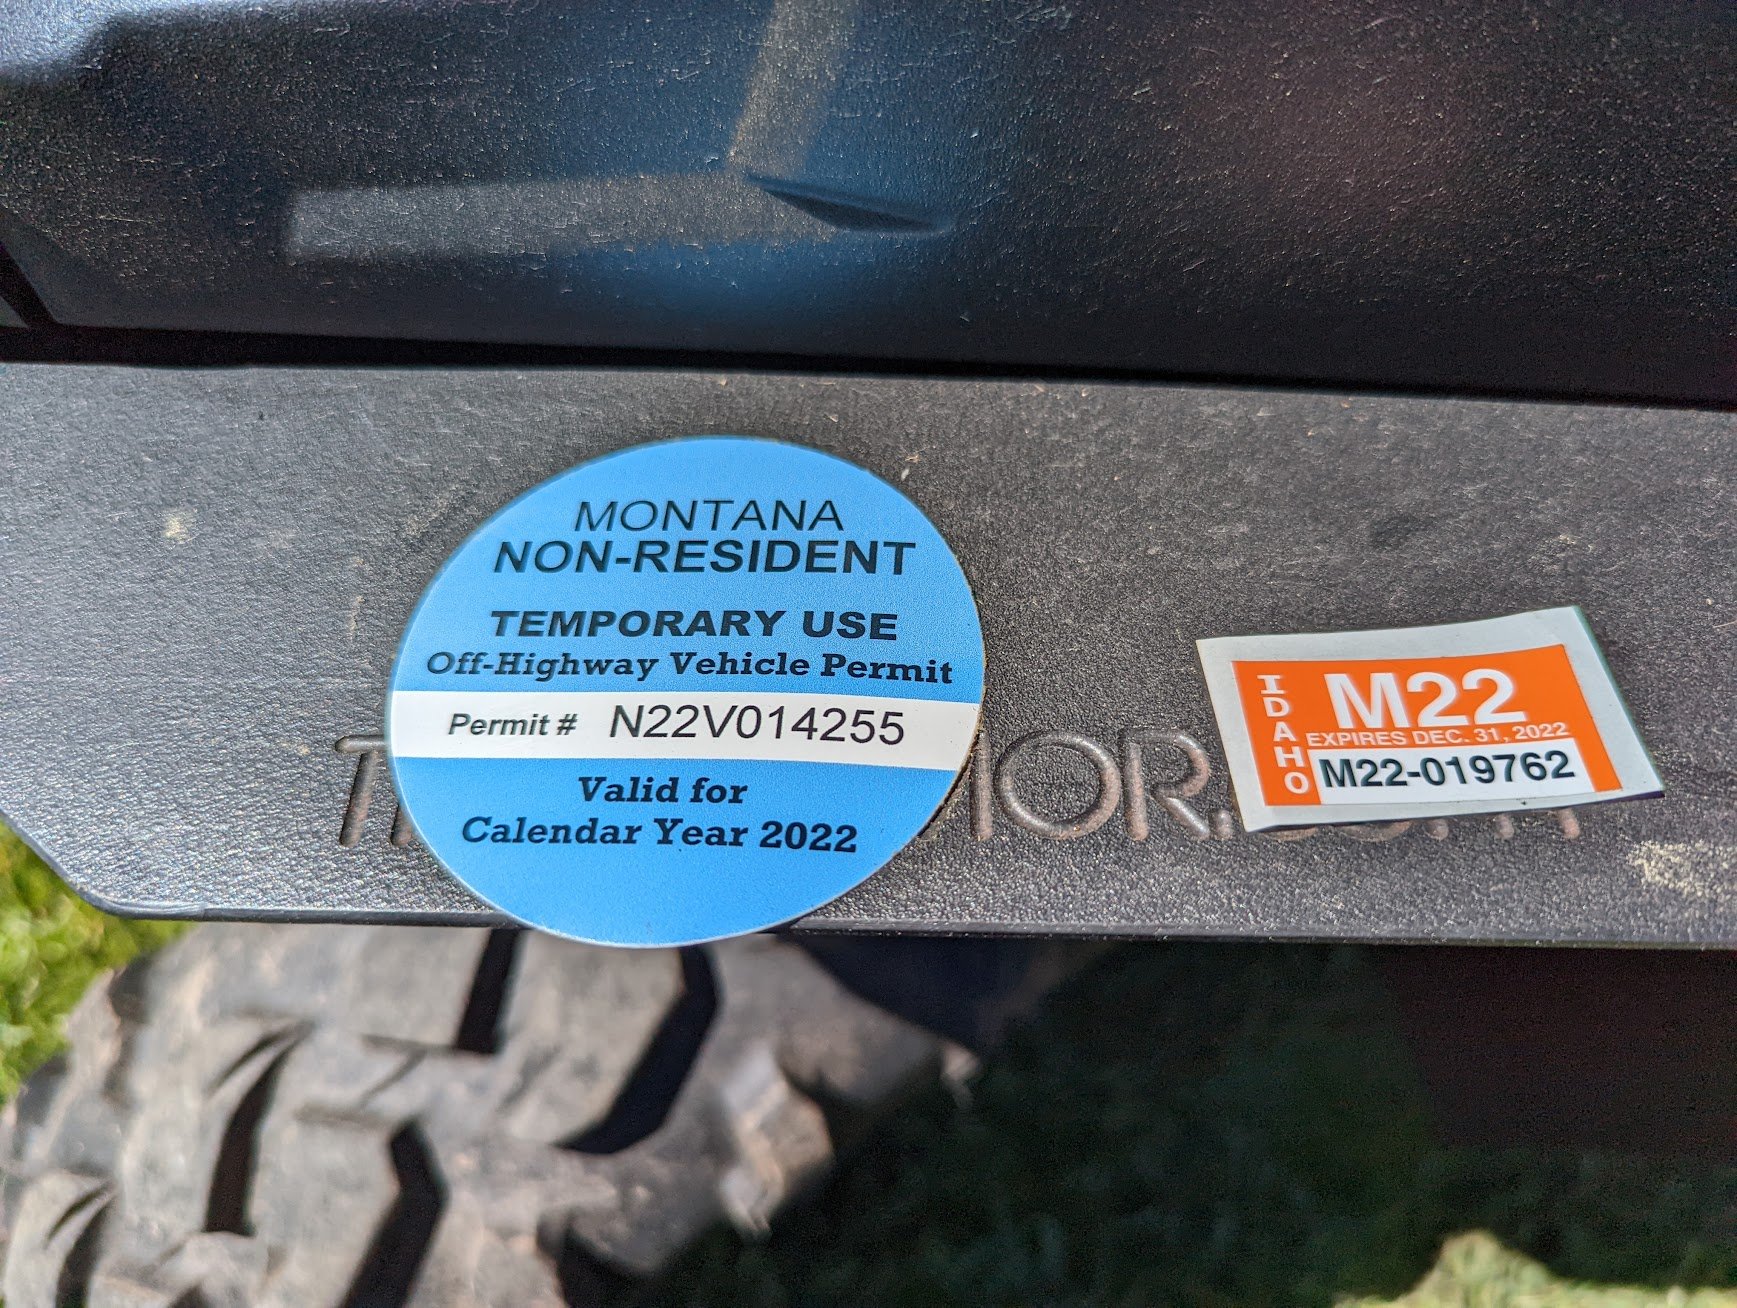 MONTANA
NON-RESIDENT
TEMPORARY USE
Off-Highway Vehicle Permit
Permit # N22V014255
Valid for
Calendar Year 2022
IDAHO
M22
EXPIRES DEC. 31, 2022
M22-019762